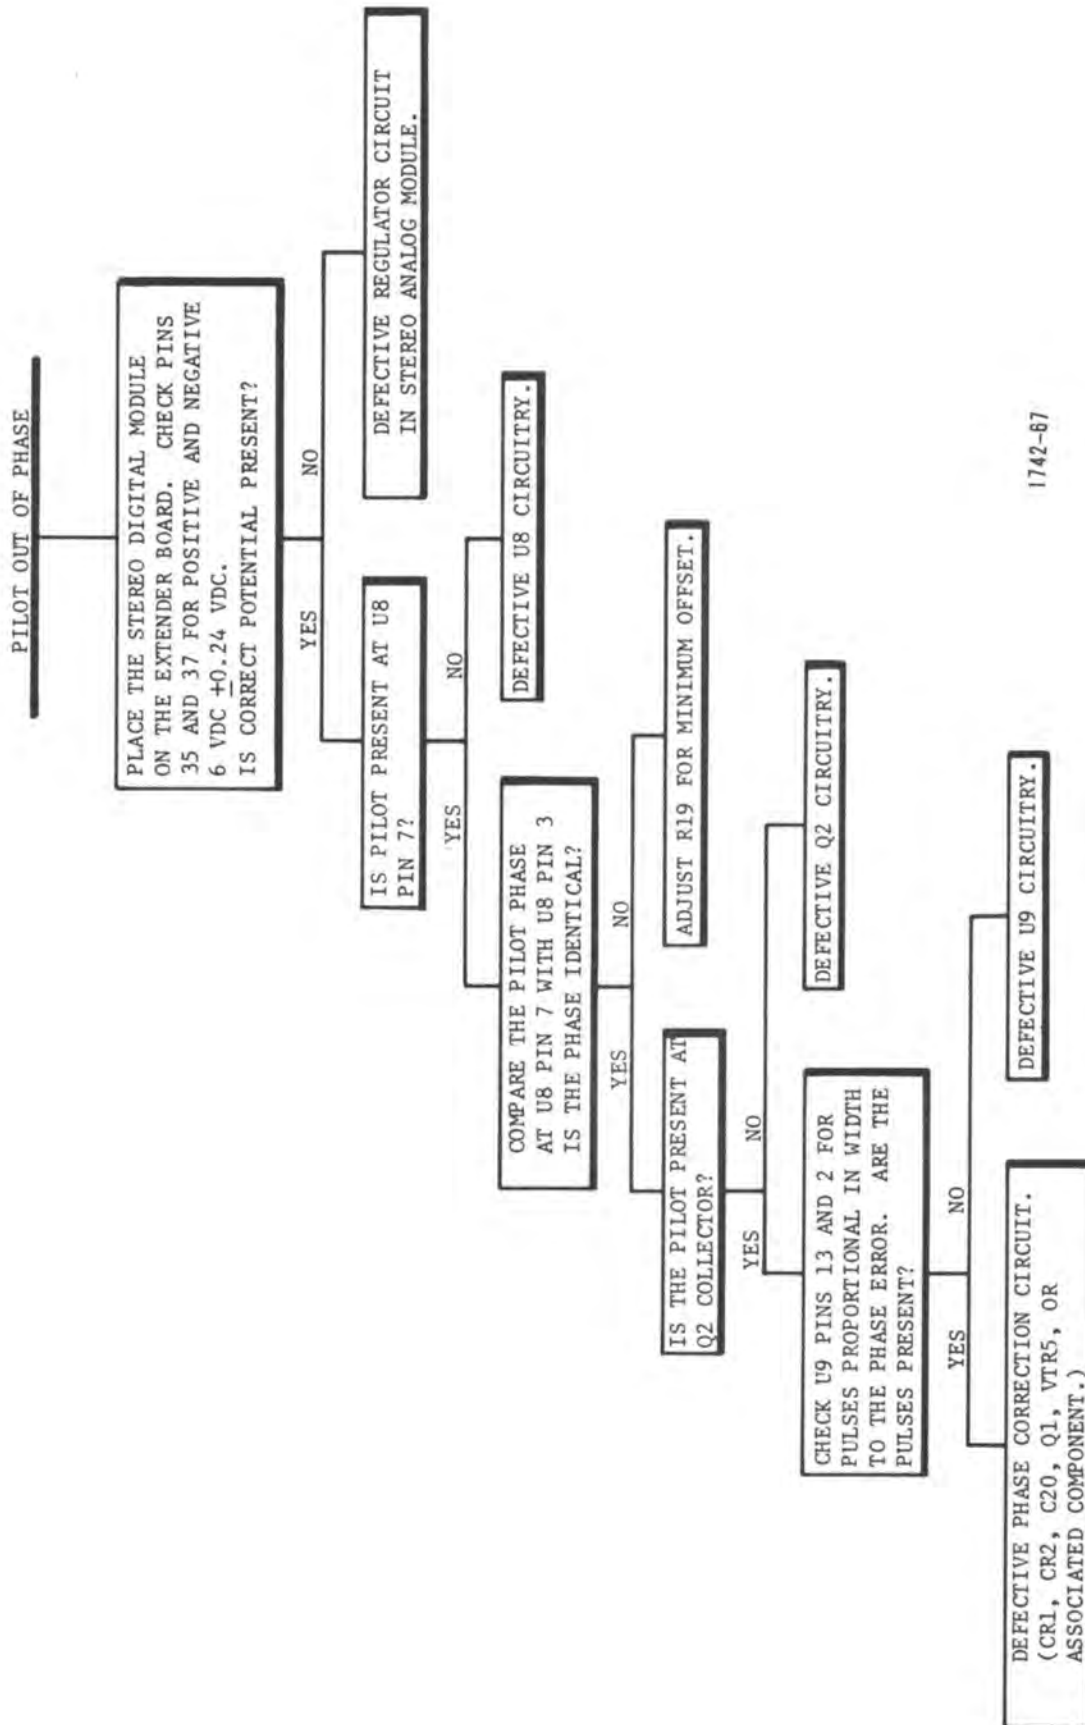 PILOT OUT OF PHASE
PLACE THE STEREO DIGITAL MODULE
ON THE EXTENDER BOARD. CHECK PINS
35 AND 37 FOR POSITIVE AND NEGATIVE
6 VDC ±0.24 VDC.
IS CORRECT POTENTIAL PRESENT?
YES
NO
IS PILOT PRESENT AT U8
PIN 7?
DEFECTIVE REGULATOR CIRCUIT
IN STEREO ANALOG MODULE.
YES
NO
COMPARE THE PILOT PHASE
AT U8 PIN 7 WITH U8 PIN 3
IS THE PHASE IDENTICAL?
DEFECTIVE U8 CIRCUITRY.
YES
NO
IS THE PILOT PRESENT AT
Q2 COLLECTOR?
ADJUST R19 FOR MINIMUM OFFSET.
YES
NO
CHECK U9 PINS 13 AND 2 FOR
PULSES PROPORTIONAL IN WIDTH
TO THE PHASE ERROR. ARE THE
PULSES PRESENT?
DEFECTIVE Q2 CIRCUITRY.
YES
NO
DEFECTIVE PHASE CORRECTION CIRCUIT.
(CR1, CR2, C20, Q1, VTR5, OR
ASSOCIATED COMPONENT.)
DEFECTIVE U9 CIRCUITRY.
1742-67